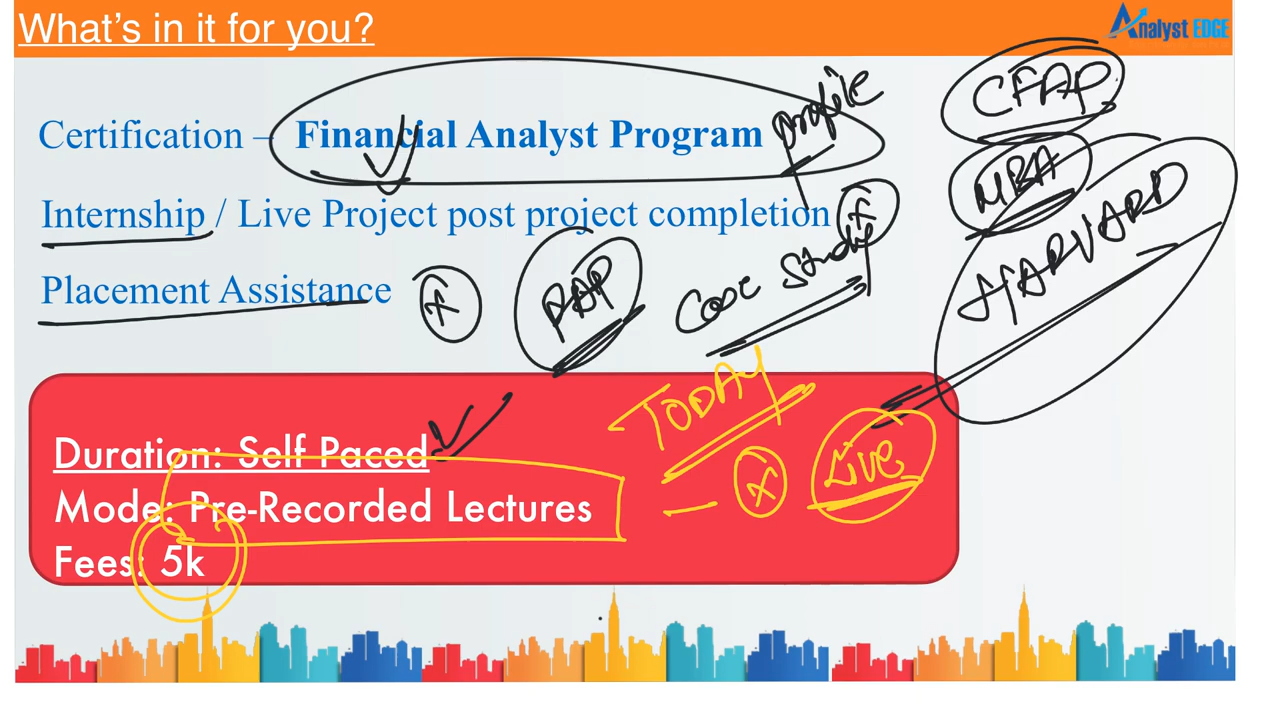 What's in it for you?
Analyst EDGE
Certification – Financial Analyst Program
profile
CFAP
MBA
HARVARD
Internship / Live Project post project completion
Placement Assistance
Case Study
TODAY
Live
Duration: Self Paced
Mode: Pre-Recorded Lectures
Fees: 5k